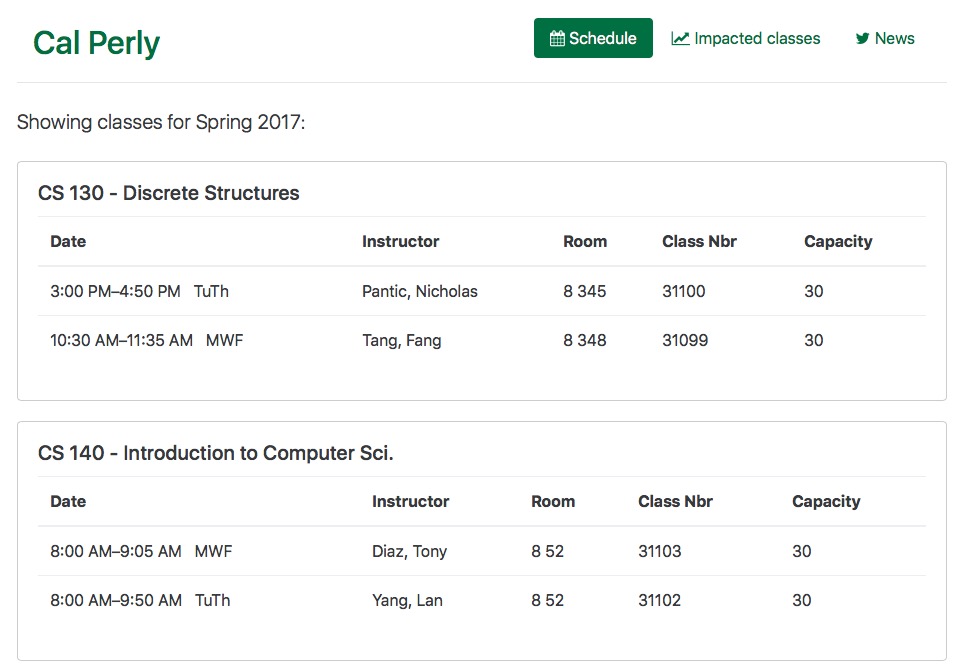 Cal Perly
Schedule Impacted classes News
Showing classes for Spring 2017:
CS 130 - Discrete Structures
Date Instructor Room Class Nbr Capacity
3:00 PM–4:50 PM TuTh Pantic, Nicholas 8 345 31100 30
10:30 AM–11:35 AM MWF Tang, Fang 8 348 31099 30
CS 140 - Introduction to Computer Sci.
Date Instructor Room Class Nbr Capacity
8:00 AM–9:05 AM MWF Diaz, Tony 8 52 31103 30
8:00 AM–9:50 AM TuTh Yang, Lan 8 52 31102 30